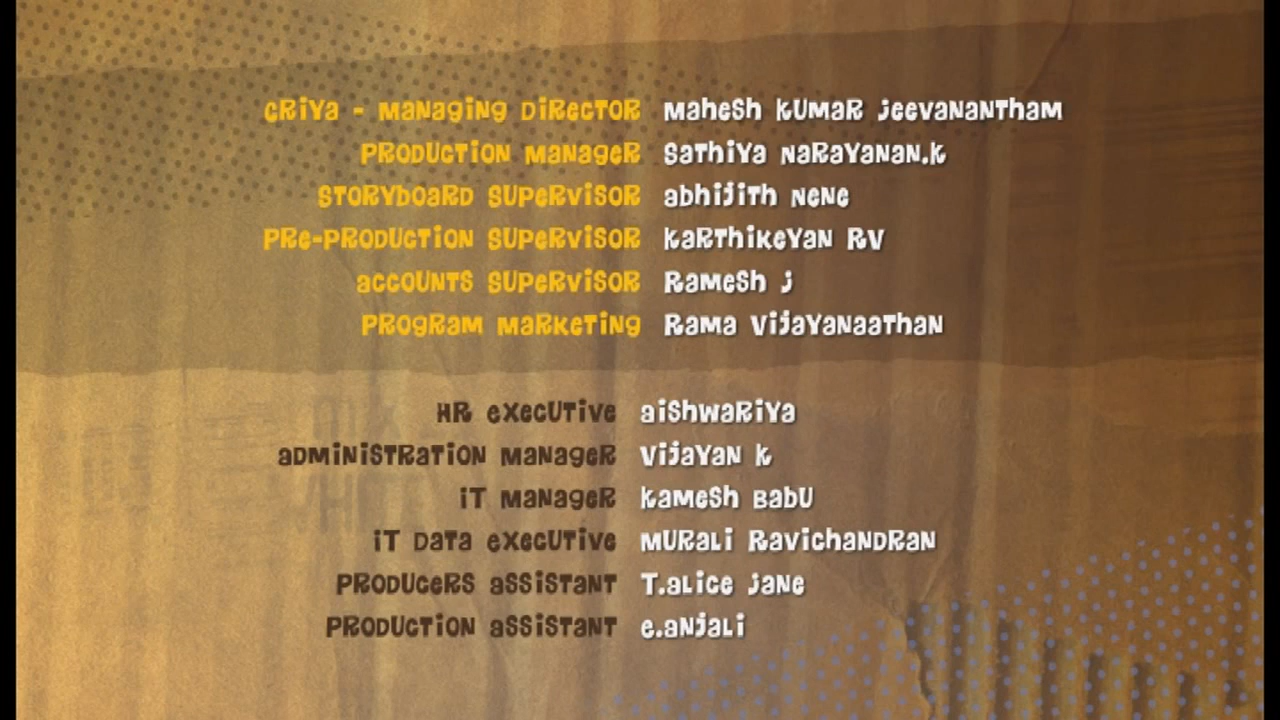 CRiYa - Managing DiRecTOR Mahesh KUMaR Jeevanantham
PRODUCTiON ManageR SaThiYa NaRaYanan.K
STORYboaRD SUPeRViSOR abhijiTh Nene
PRe-PRODUCTiON SUPeRViSOR KaRThiKeYan RV
accOUNTS SUPeRViSOR RaMeSh J
PROgRaM MaRKeTiNg RaMa VijaYanaaThan
HR eXecUTive aiShwaRiYa
aDMiNiSTRaTiON ManageR VijaYan K
iT ManageR KaMeSh BabU
iT DaTa eXecUTive MURaLi RavichanDRan
PRODUceRS aSSiSTanT T.aLice Jane
PRODUCTiON aSSiSTanT e.anJaLi